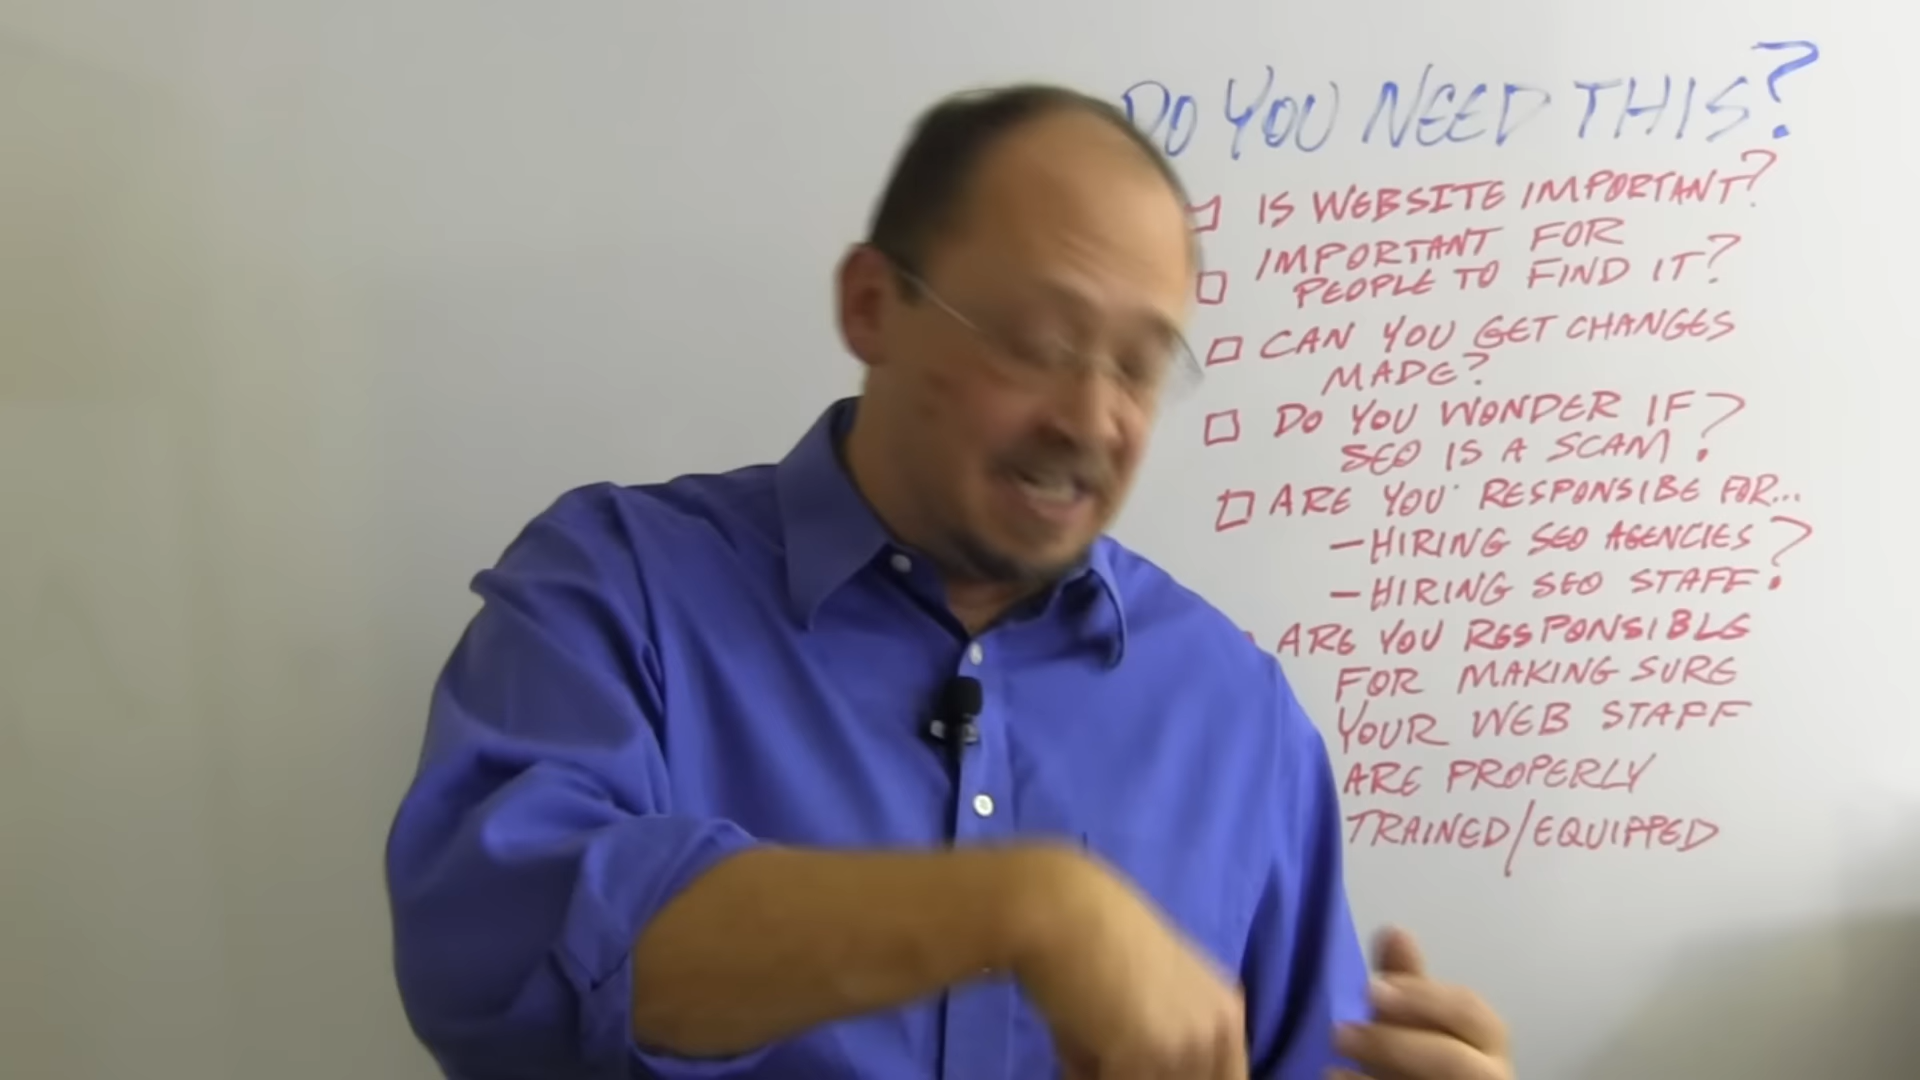 DO YOU NEED THIS?
IS WEBSITE IMPORTANT?
IMPORTANT FOR
PEOPLE TO FIND IT?
CAN YOU GET CHANGES
MADE?
DO YOU WONDER IF
SEO IS A SCAM?
ARE YOU RESPONSIBE FOR...
-HIRING SEO AGENCIES
-HIRING SEO STAFF?
ARE YOU RESPONSIBLE
FOR MAKING SURE
YOUR WEB STAFF
ARE PROPERLY
TRAINED/EQUIPPED